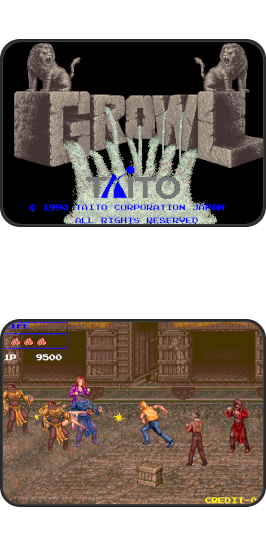 GROWL
TAITO
© 1990 TAITO CORPORATION JAPAN
ALL RIGHTS RESERVED
1P 9500
CREDIT-0